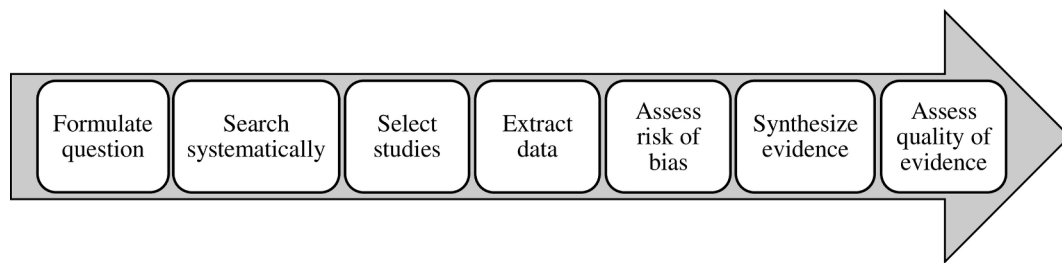 Formulate
question
Search
systematically
Select
studies
Extract
data
Assess
risk of
bias
Synthesize
evidence
Assess
quality of
evidence